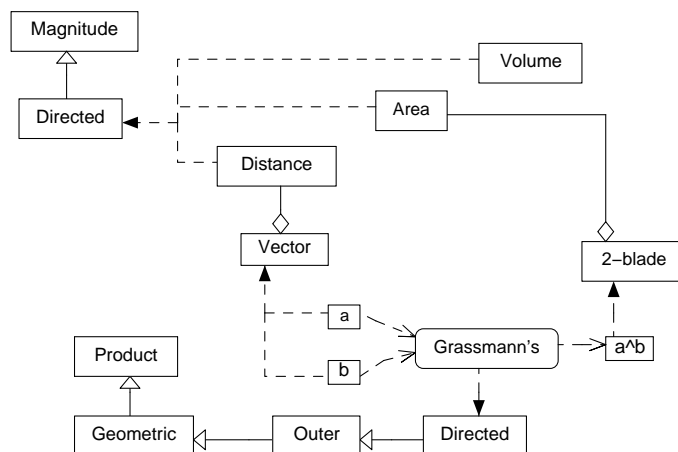 Magnitude
Volume
Directed
Area
Distance
Vector
2−blade
a
Grassmann's
a^b
Product
b
Geometric
Outer
Directed